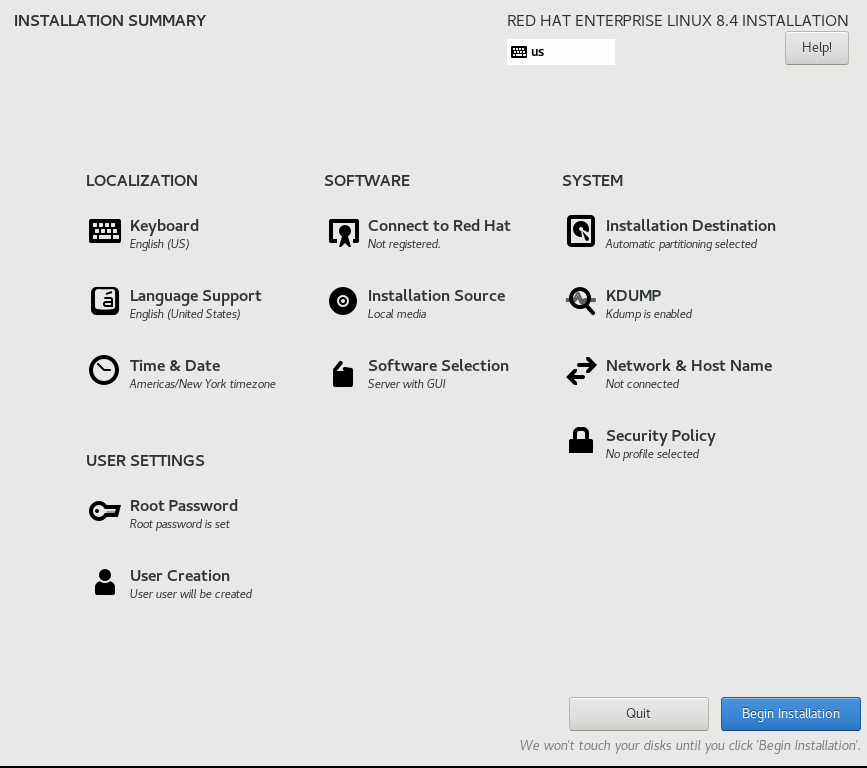 INSTALLATION SUMMARY
RED HAT ENTERPRISE LINUX 8.4 INSTALLATION
us
Help!
LOCALIZATION
Keyboard
English (US)
Language Support
English (United States)
Time & Date
Americas/New York timezone
SOFTWARE
Connect to Red Hat
Not registered.
Installation Source
Local media
Software Selection
Server with GUI
SYSTEM
Installation Destination
Automatic partitioning selected
KDUMP
Kdump is enabled
Network & Host Name
Not connected
Security Policy
No profile selected
USER SETTINGS
Root Password
Root password is set
User Creation
User user will be created
Quit
Begin Installation
We won't touch your disks until you click 'Begin Installation'.